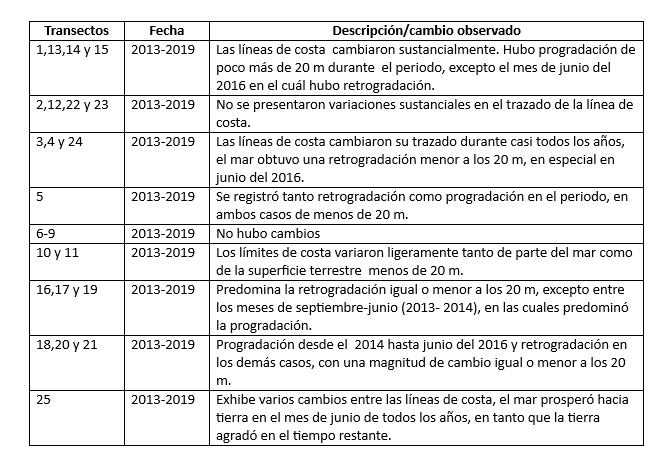 Transectos Fecha Descripción/cambio observado
1,13,14 y 15 2013-2019 Las líneas de costa cambiaron sustancialmente. Hubo progradación de
poco más de 20 m durante el periodo, excepto el mes de junio del
2016 en el cuál hubo retrogradación.
2,12,22 y 23 2013-2019 No se presentaron variaciones sustanciales en el trazado de la línea de
costa.
3,4 y 24 2013-2019 Las líneas de costa cambiaron su trazado durante casi todos los años,
el mar obtuvo una retrogradación menor a los 20 m, en especial en
junio del 2016.
5 2013-2019 Se registró tanto retrogradación como progradación en el periodo, en
ambos casos de menos de 20 m.
6-9 2013-2019 No hubo cambios
10 y 11 2013-2019 Los límites de costa variaron ligeramente tanto de parte del mar como
de la superficie terrestre menos de 20 m.
16,17 y 19 2013-2019 Predomina la retrogradación igual o menor a los 20 m, excepto entre
los meses de septiembre-junio (2013- 2014), en las cuales predominó
la progradación.
18,20 y 21 2013-2019 Progradación desde el 2014 hasta junio del 2016 y retrogradación en
los demás casos, con una magnitud de cambio igual o menor a los 20
m.
25 2013-2019 Exhibe varios cambios entre las líneas de costa, el mar prosperó hacia
tierra en el mes de junio de todos los años, en tanto que la tierra
agradó en el tiempo restante.